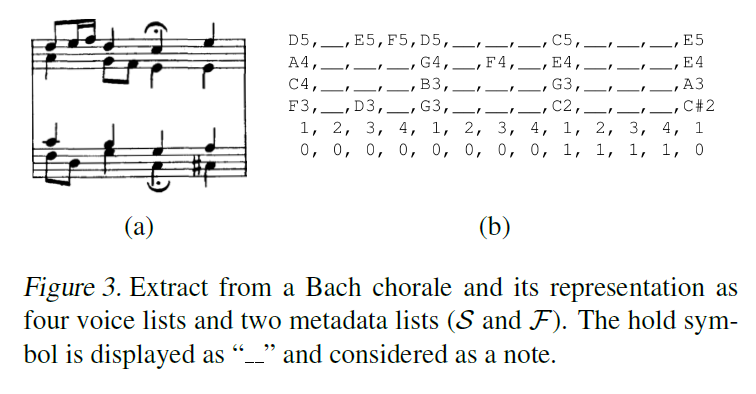 D5,__,E5,F5,D5,__,__,__,C5,__,__,__,E5
A4,__,__,__,G4,__,F4,__,E4,__,__,__,E4
C4,__,__,__,B3,__,__,__,G3,__,__,__,A3
F3,__,D3,__,G3,__,__,__,C2,__,__,__,C#2
1, 2, 3, 4, 1, 2, 3, 4, 1, 2, 3, 4, 1
0, 0, 0, 0, 0, 0, 0, 0, 1, 1, 1, 1, 0
(a) (b)
Figure 3. Extract from a Bach chorale and its representation as
four voice lists and two metadata lists (S and F). The hold sym-
bol is displayed as “__” and considered as a note.